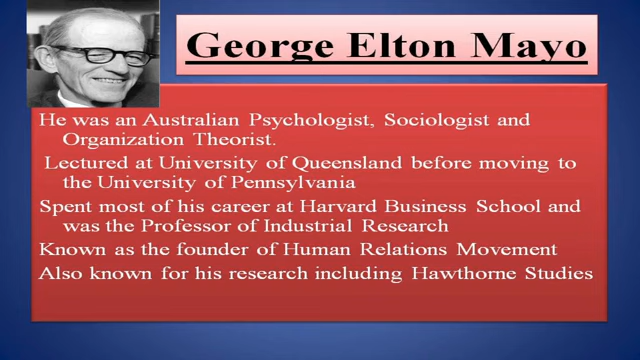 George Elton Mayo
He was an Australian Psychologist, Sociologist and
Organization Theorist.
Lectured at University of Queensland before moving to
the University of Pennsylvania
Spent most of his career at Harvard Business School and
was the Professor of Industrial Research
Known as the founder of Human Relations Movement
Also known for his research including Hawthorne Studies